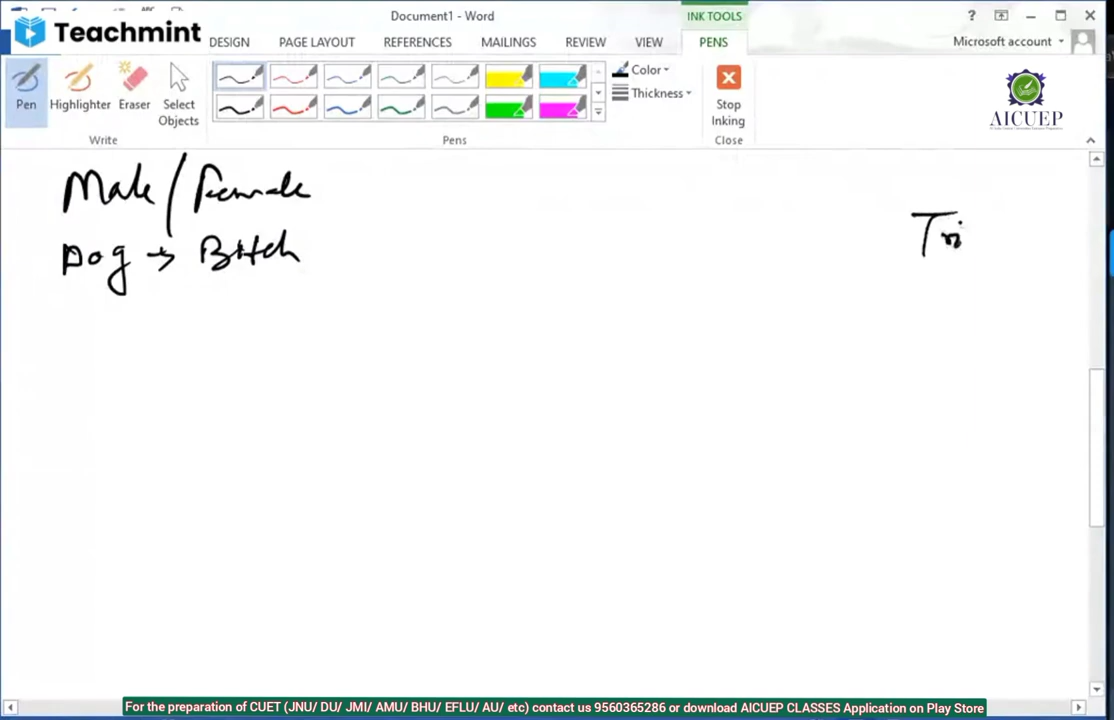 Document1 - Word
INK TOOLS
Teachmint
DESIGN
PAGE LAYOUT
REFERENCES
MAILINGS
REVIEW
VIEW
PENS
Microsoft account
Pen
Highlighter
Eraser
Select Objects
Color
Thickness
Stop Inking
Write
Pens
Close
AICUEP
Male / Female
Dog → Bitch
Tri
For the preparation of CUET (JNU/ DU/ JMI/ AMU/ BHU/ EFLU/ AU/ etc) contact us 9560365286 or download AICUEP CLASSES Application on Play Store